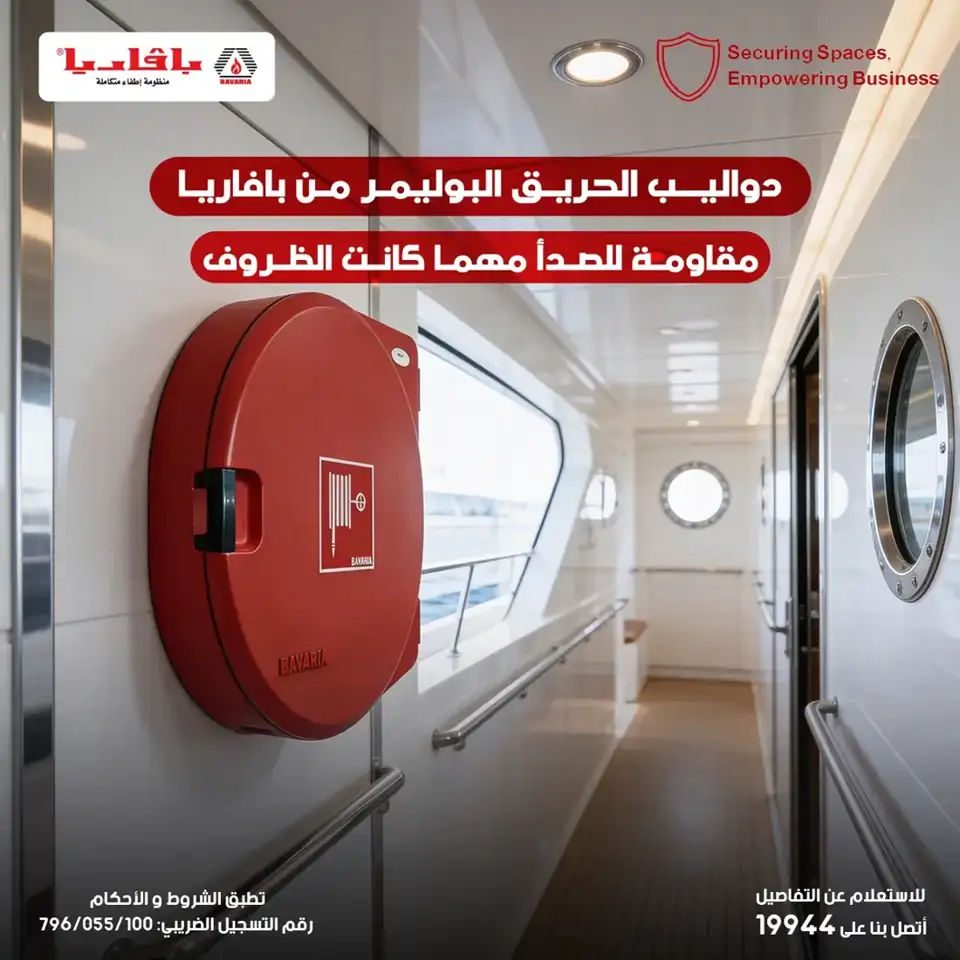 باڤاريا®
منظومة إطفاء متكاملة
BAVARIA
Securing Spaces,
Empowering Business
دواليب الحريق البوليمر من بافاريا
مقاومة للصدأ مهما كانت الظروف
BAVARIA
BAVARIA
للاستعلام عن التفاصيل
أتصل بنا على 19944
تطبق الشروط و الأحكام
رقم التسجيل الضريبي: 796/055/100